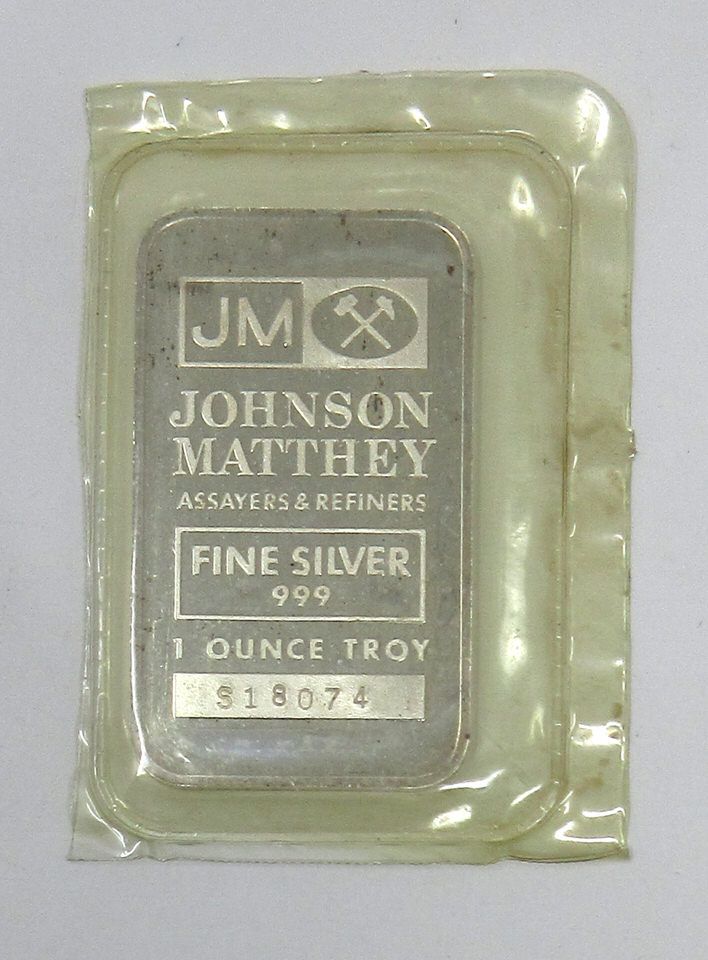 JM
JOHNSON
MATTHEY
ASSAYERS & REFINERS
FINE SILVER
999
1 OUNCE TROY
S18074